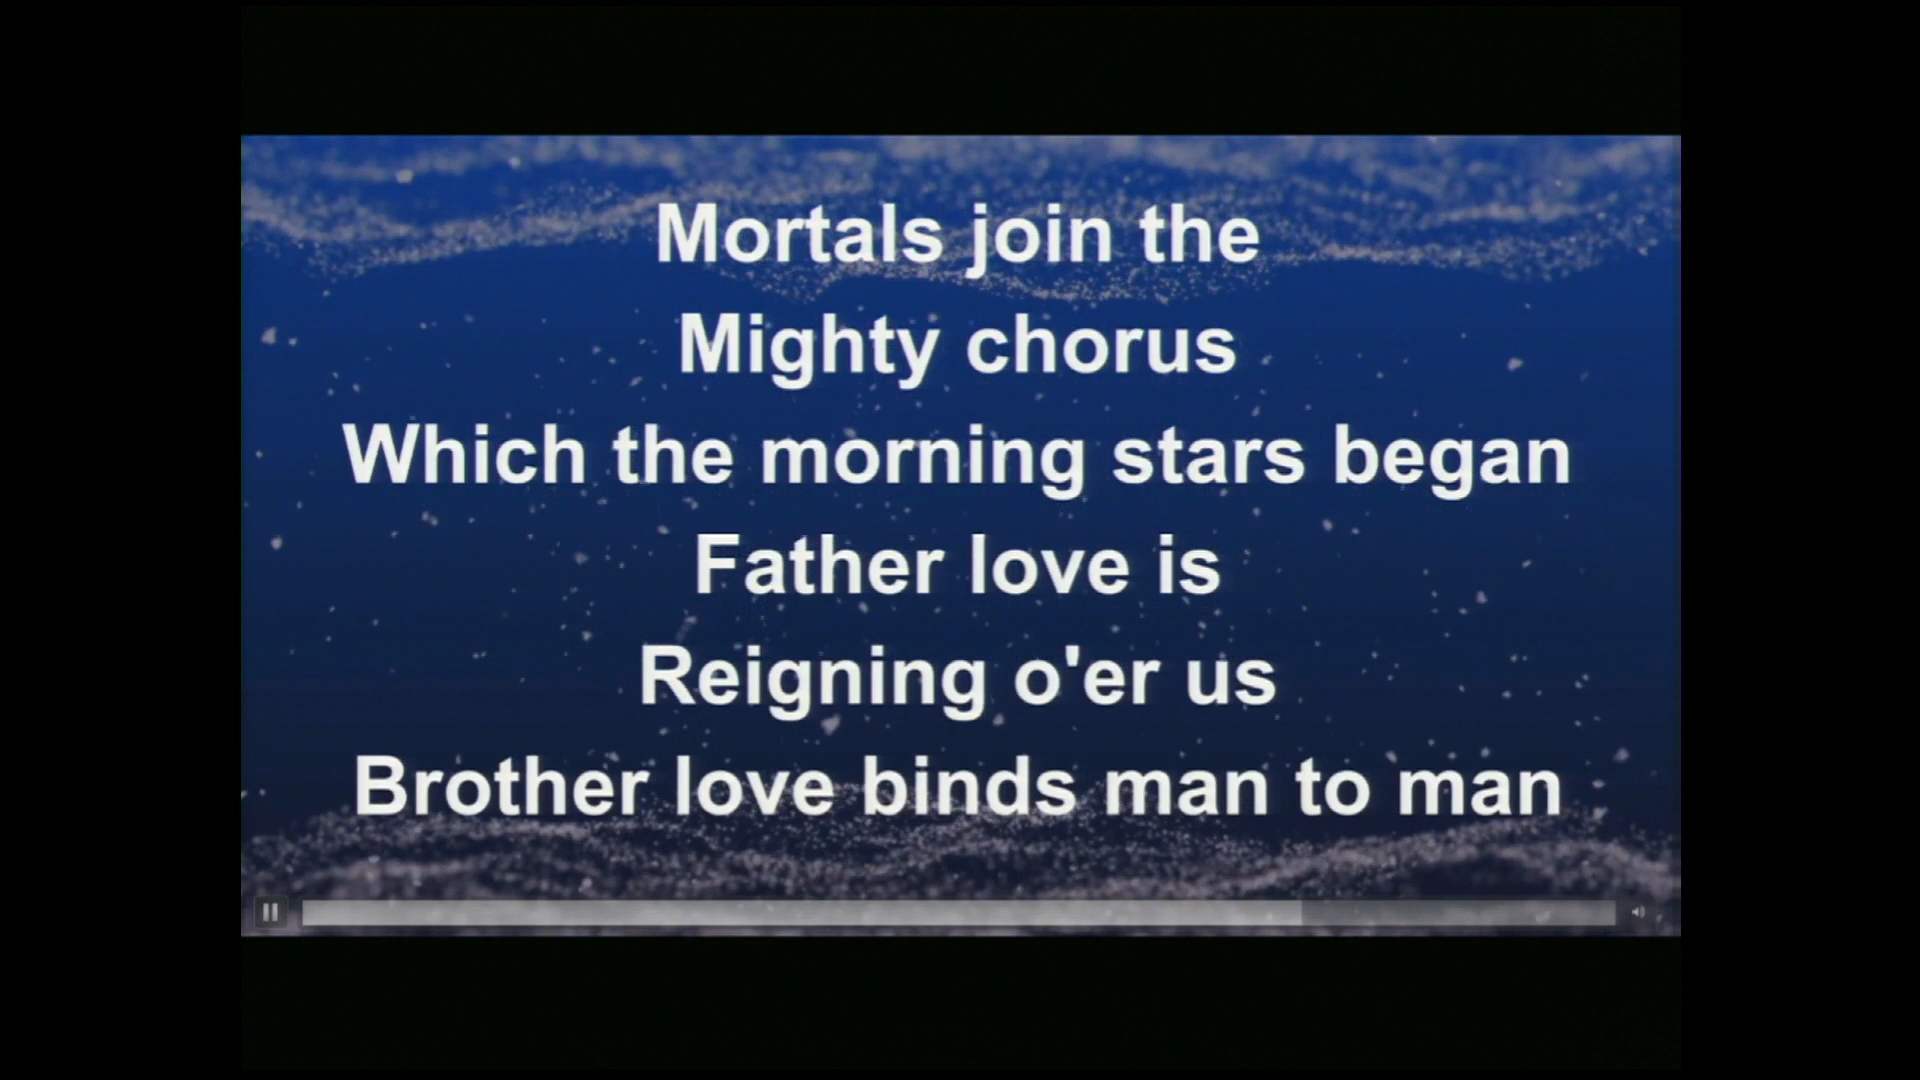 Mortals join the
Mighty chorus
Which the morning stars began
Father love is
Reigning o'er us
Brother love binds man to man